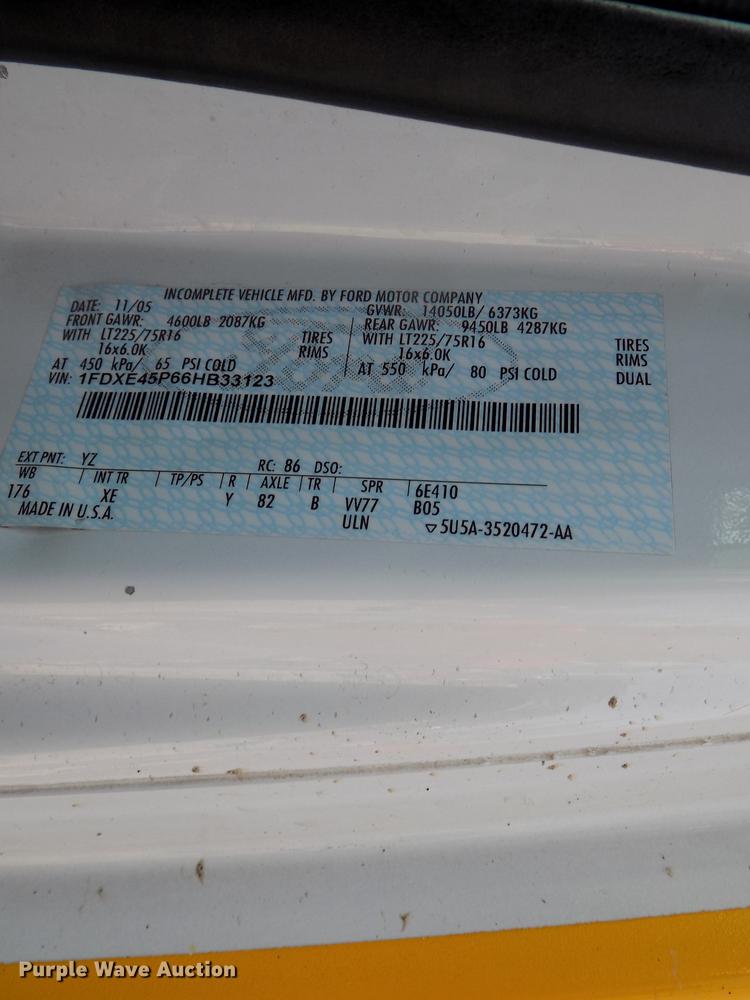 INCOMPLETE VEHICLE MFD. BY FORD MOTOR COMPANY
DATE: 11/05 GVWR: 14050LB/ 6373KG
FRONT GAWR: 4600LB 2087KG REAR GAWR: 9450LB 4287KG
WITH LT225/75R16 TIRES WITH LT225/75R16 TIRES
16x6.0K RIMS 16x6.0K RIMS
AT 450 kPa/ 65 PSI COLD AT 550 kPa/ 80 PSI COLD DUAL
VIN: 1FDXE45P66HB33123
EXT PNT: YZ RC: 86 DSO:
WB INT TR TP/PS R AXLE TR SPR 6E410
176 XE Y 82 B VV77 B05
MADE IN U.S.A. ULN ▽5U5A-3520472-AA
Purple Wave Auction